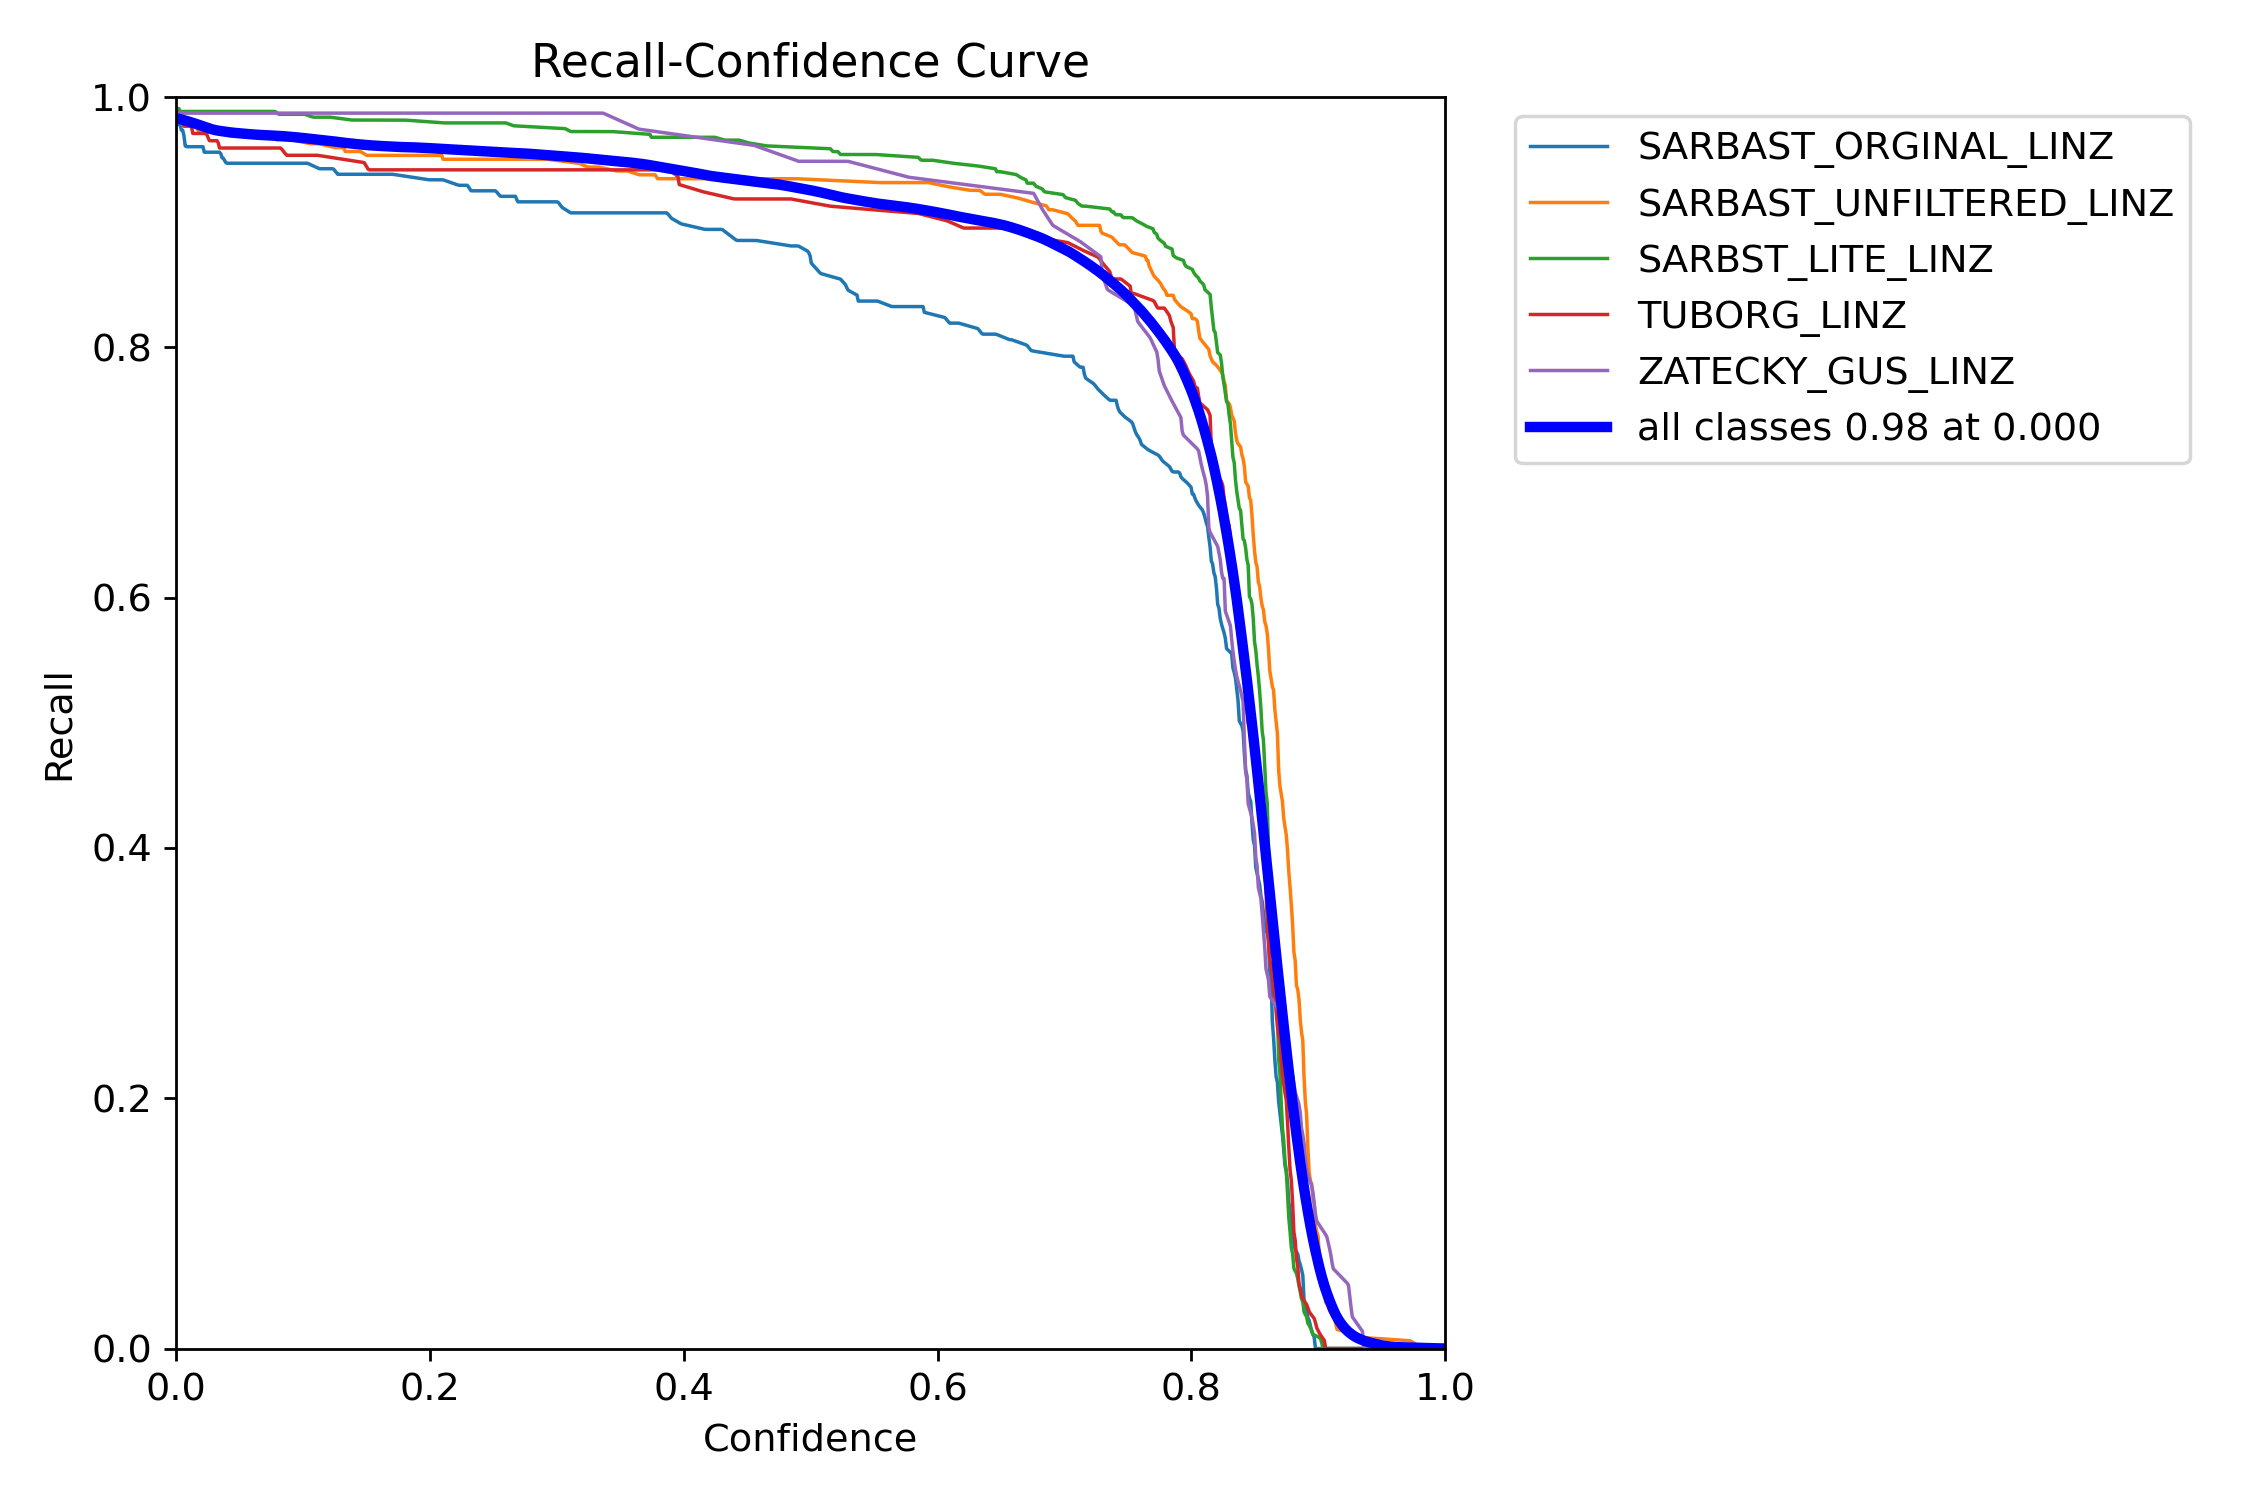 Recall-Confidence Curve
1.0
0.8
0.6
0.4
0.2
0.0
Recall
0.0 0.2 0.4 0.6 0.8 1.0
Confidence
SARBAST_ORGINAL_LINZ
SARBAST_UNFILTERED_LINZ
SARBST_LITE_LINZ
TUBORG_LINZ
ZATECKY_GUS_LINZ
all classes 0.98 at 0.000